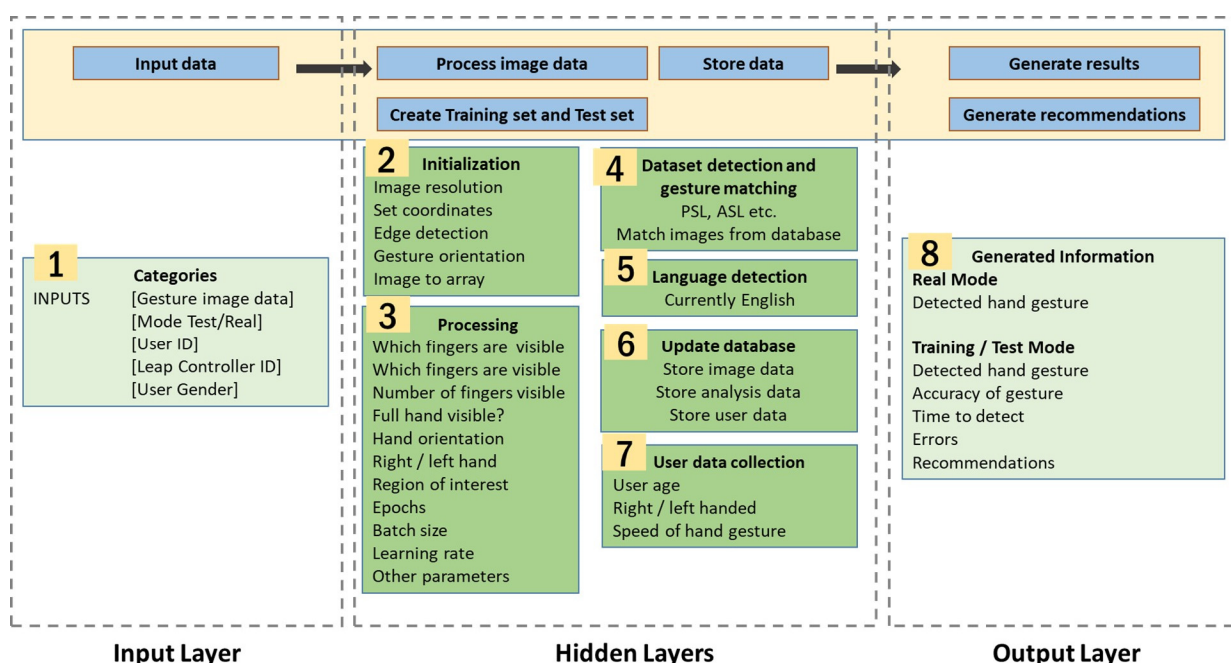 Input data
Process image data
Store data
Generate results
Create Training set and Test set
Generate recommendations
1
Categories
INPUTS
[Gesture image data]
[Mode Test/Real]
[User ID]
[Leap Controller ID]
[User Gender]
2
Initialization
Image resolution
Set coordinates
Edge detection
Gesture orientation
Image to array
3
Processing
Which fingers are visible
Which fingers are visible
Number of fingers visible
Full hand visible?
Hand orientation
Right / left hand
Region of interest
Epochs
Batch size
Learning rate
Other parameters
4
Dataset detection and
gesture matching
PSL, ASL etc.
Match images from database
5
Language detection
Currently English
6
Update database
Store image data
Store analysis data
Store user data
7
User data collection
User age
Right / left handed
Speed of hand gesture
8
Generated Information
Real Mode
Detected hand gesture
Training / Test Mode
Detected hand gesture
Accuracy of gesture
Time to detect
Errors
Recommendations
Input Layer
Hidden Layers
Output Layer